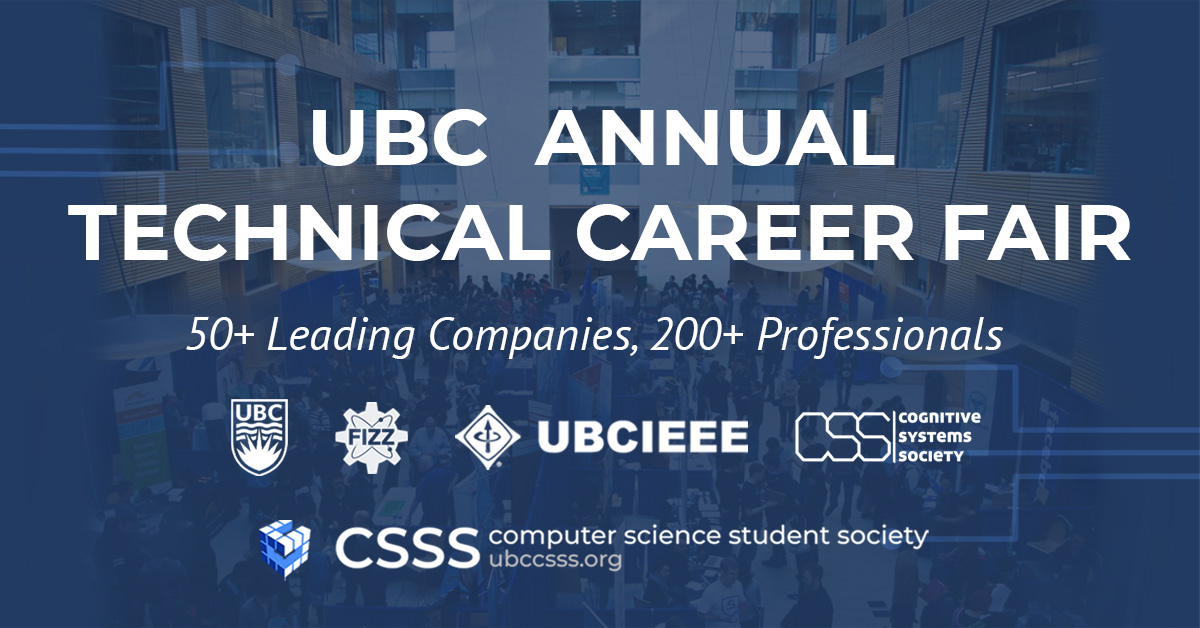 UBC ANNUAL
TECHNICAL CAREER FAIR
50+ Leading Companies, 200+ Professionals
UBC
FIZZ
UBCIEEE
CSS
COGNITIVE
SYSTEMS
SOCIETY
CSSS computer science student society
ubccsss.org